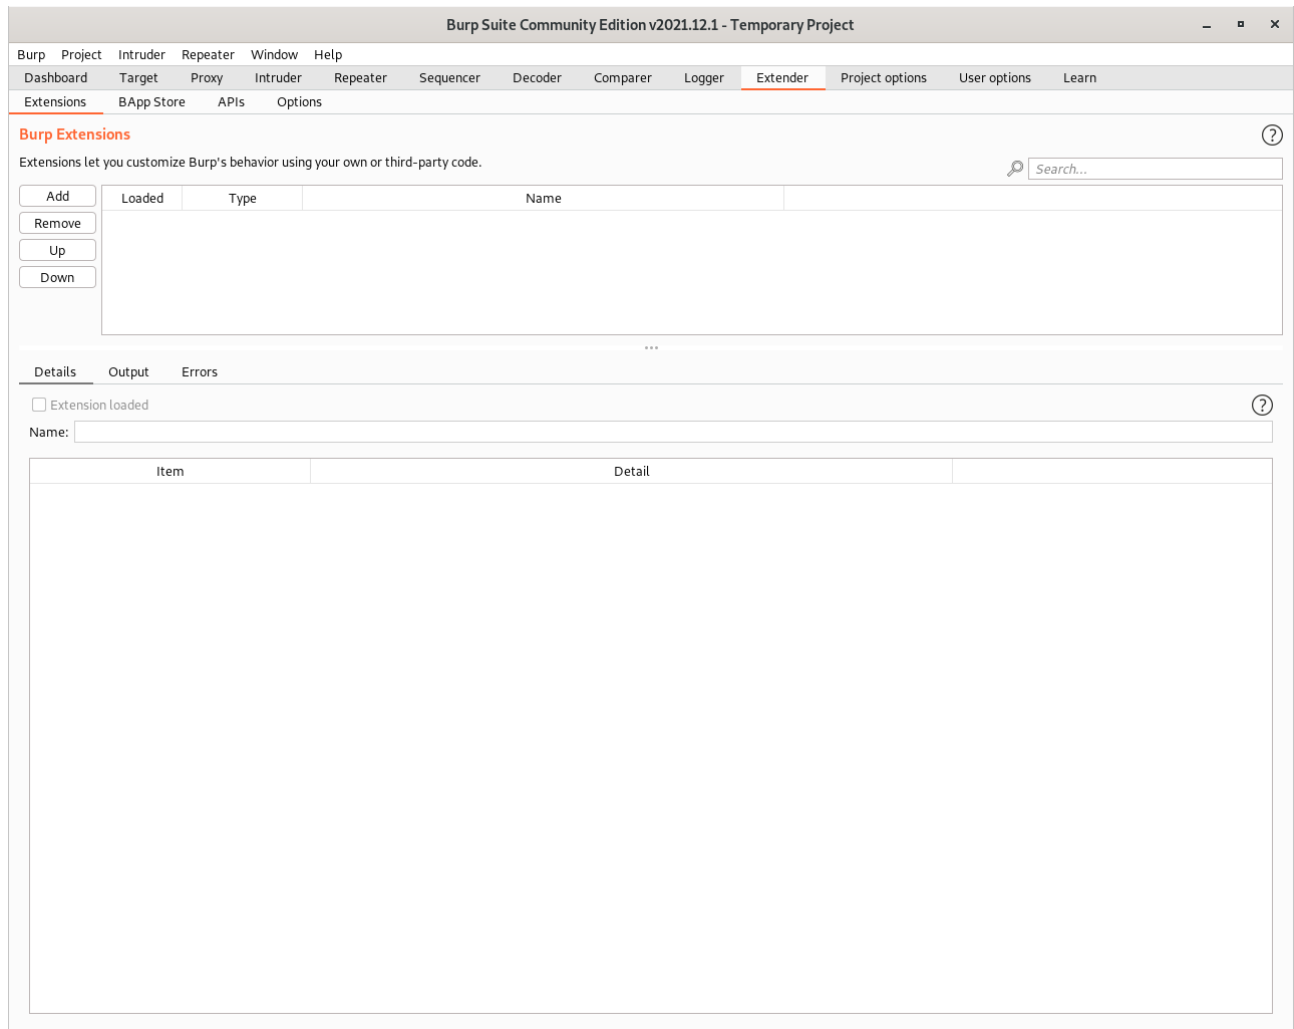 Burp Suite Community Edition v2021.12.1 - Temporary Project
Burp Project Intruder Repeater Window Help
Dashboard Target Proxy Intruder Repeater Sequencer Decoder Comparer Logger Extender Project options User options Learn
Extensions BApp Store APIs Options
Burp Extensions
?
Extensions let you customize Burp's behavior using your own or third-party code.
Search...
Add
Loaded Type Name
Remove
Up
Down
Details Output Errors
Extension loaded
?
Name:
Item Detail